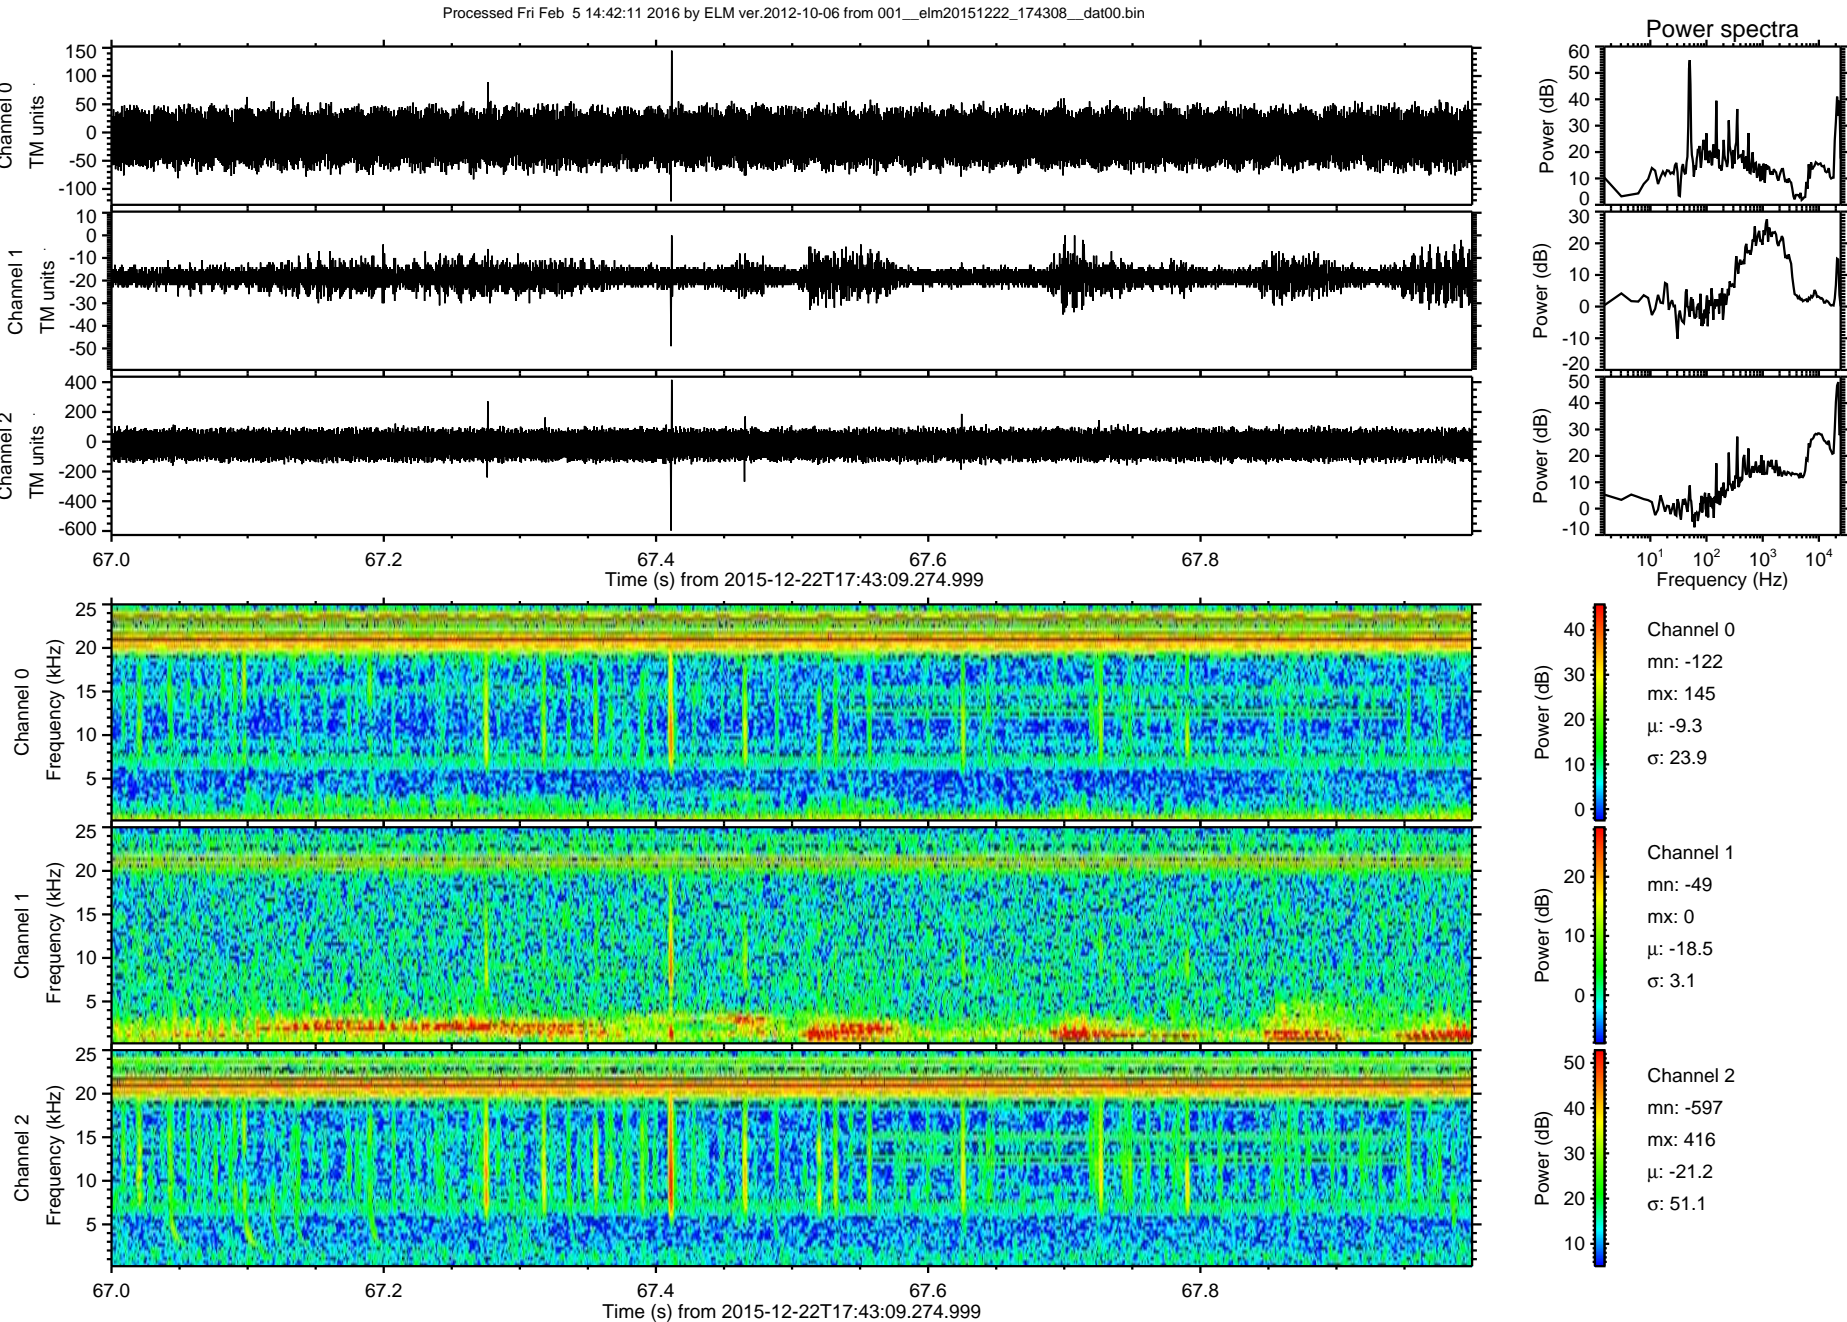 Processed Fri Feb 5 14:42:11 2016 by ELM ver.2012-10-06 from 001__elm20151222_174308__dat00.bin
Power spectra
Channel 0
TM units
150
100
50
0
-50
-100
Power (dB)
60
50
40
30
20
10
0
Channel 1
TM units
10
0
-10
-20
-30
-40
-50
Power (dB)
30
20
10
0
-10
-20
Channel 2
TM units
400
200
0
-200
-400
-600
Power (dB)
50
40
30
20
10
0
-10
67.0 67.2 67.4 67.6 67.8
Time (s) from 2015-12-22T17:43:09.274.999
10^1 10^2 10^3 10^4
Frequency (Hz)
Channel 0
Frequency (kHz)
25
20
15
10
5
Power (dB)
40
30
20
10
0
Channel 0
mn: -122
mx: 145
μ: -9.3
σ: 23.9
Channel 1
Frequency (kHz)
25
20
15
10
5
Power (dB)
20
10
0
Channel 1
mn: -49
mx: 0
μ: -18.5
σ: 3.1
Channel 2
Frequency (kHz)
25
20
15
10
5
Power (dB)
50
40
30
20
10
Channel 2
mn: -597
mx: 416
μ: -21.2
σ: 51.1
67.0 67.2 67.4 67.6 67.8
Time (s) from 2015-12-22T17:43:09.274.999